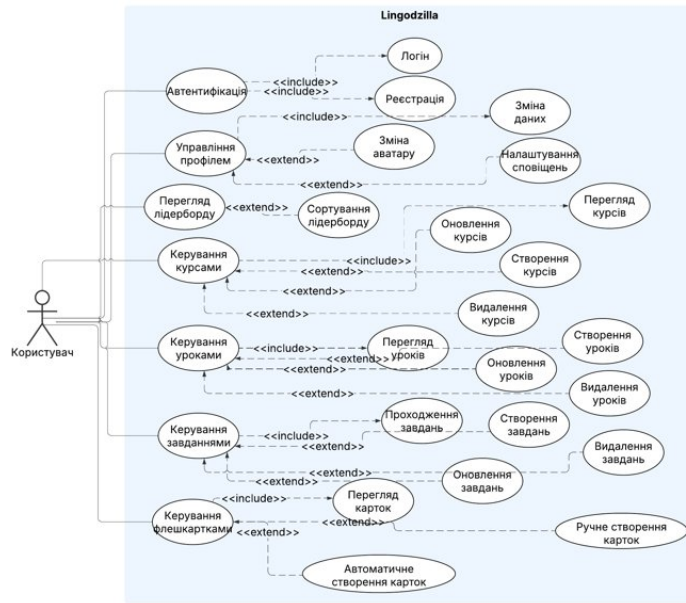 Lingodzilla
Логін
<<include>>
Автентифікація
<<include>>
Реєстрація
<<include>>
Зміна
даних
Управління
профілем
Зміна
аватару
<<extend>>
Налаштування
сповіщень
<<extend>>
Перегляд
лідерборду
<<extend>>
Сортування
лідерборду
Перегляд
курсів
Оновлення
курсів
Керування
курсами
<<include>>
<<extend>>
Створення
курсів
<<extend>>
Видалення
курсів
Користувач
Керування
уроками
<<include>>
Перегляд
уроків
<<extend>>
Створення
уроків
<<extend>>
Оновлення
уроків
<<extend>>
Видалення
уроків
Керування
завданнями
<<include>>
Проходження
завдань
<<extend>>
Створення
завдань
Видалення
завдань
<<extend>>
<<extend>>
Оновлення
завдань
Керування
флешкартками
<<include>>
Перегляд
карток
<<extend>>
<<extend>>
Ручне створення
карток
Автоматичне
створення карток